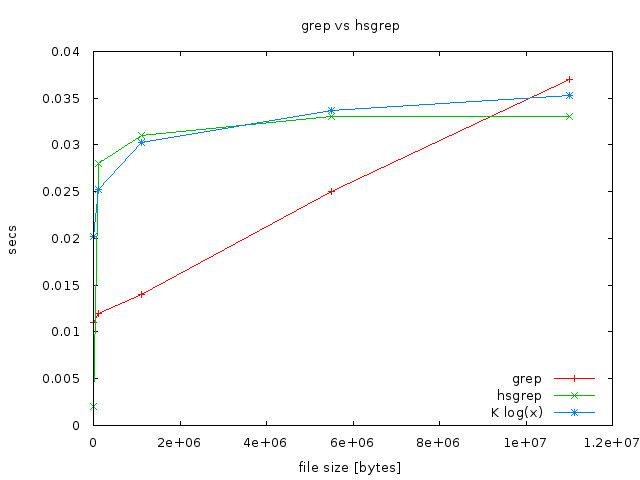 grep vs hsgrep
0.04
0.035
0.03
0.025
0.02
0.015
0.01
0.005
0
secs
grep
hsgrep
K log(x)
0 2e+06 4e+06 6e+06 8e+06 1e+07 1.2e+07
file size [bytes]